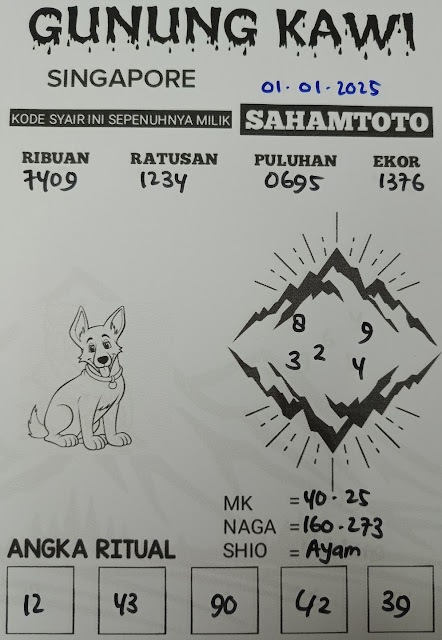 GUNUNG KAWI
SINGAPORE 01-01-2025
KODE SYAIR INI SEPENUHNYA MILIK SAHAMTOTO
RIBUAN RATUSAN PULUHAN EKOR
7409 1234 0695 1376
8 9
3 2 4
MK = 40-25
NAGA = 160-273
SHIO = Ayam
ANGKA RITUAL
12 43 90 42 39